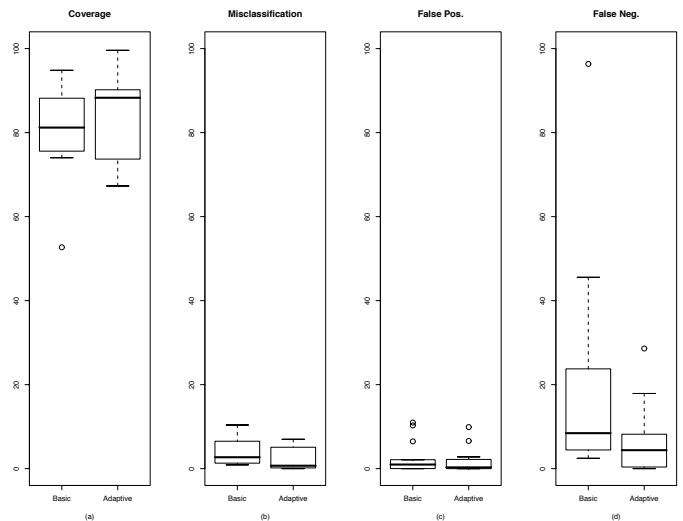 Coverage
100
80
60
40
20
0
Basic Adaptive
(a)
Misclassification
100
80
60
40
20
0
Basic Adaptive
(b)
False Pos.
100
80
60
40
20
0
Basic Adaptive
(c)
False Neg.
100
80
60
40
20
0
Basic Adaptive
(d)